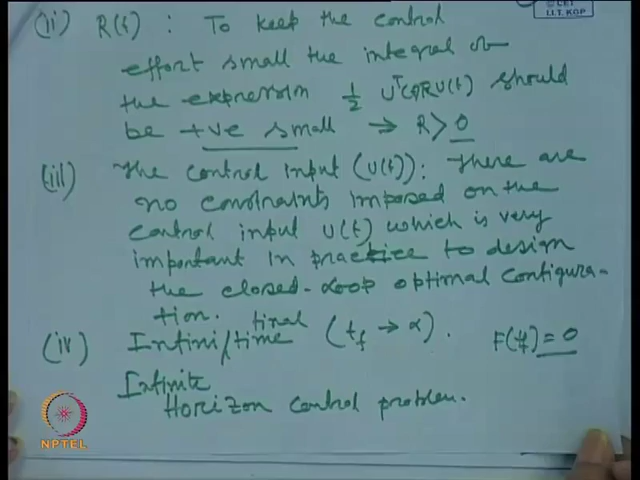 © CET
I.I.T. KGP
(ii) R(t) : To keep the control
effort small the integral of
the expression 1/2 Uᵀ(t)RU(t) should
be +ve small → R>0
(iii) The control input (U(t)): There are
no constraints imposed on the
control input U(t) which is very
important in practice to design
the closed-loop optimal configura-
tion.
(iv) Infini/time final (t_f → α). F(t_f)=0
Infinite
Horizon control problem.
NPTEL